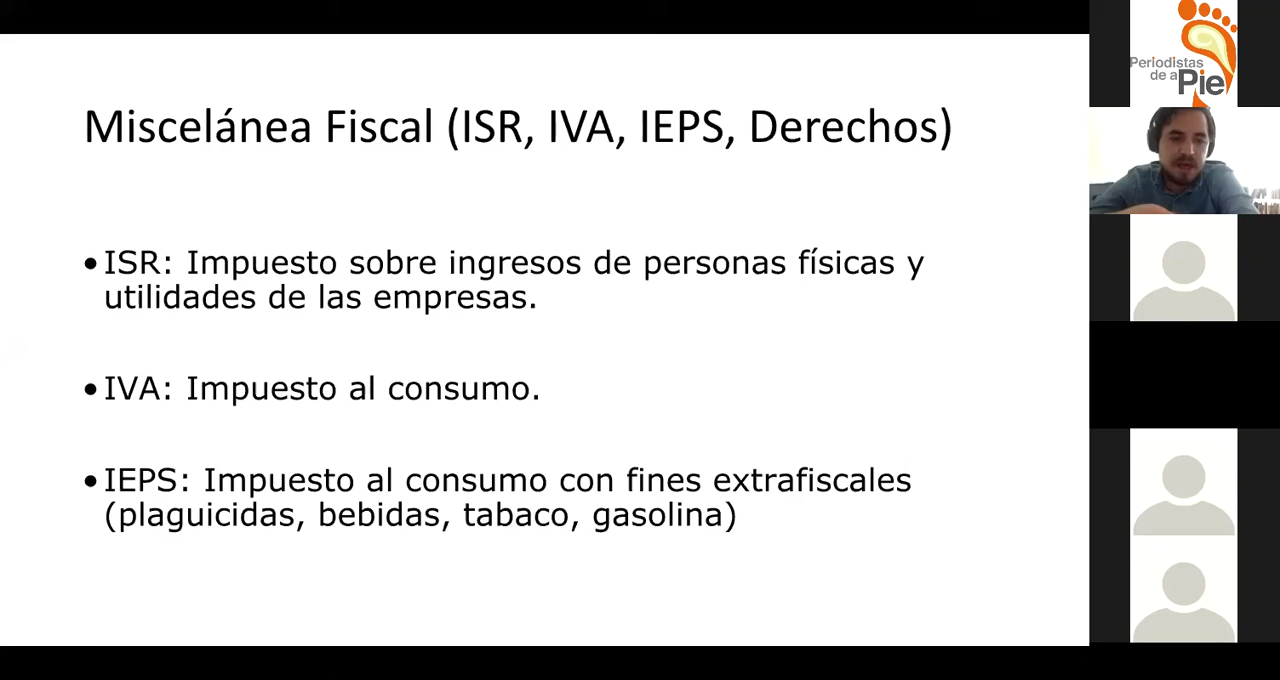 Miscelánea Fiscal (ISR, IVA, IEPS, Derechos)
•ISR: Impuesto sobre ingresos de personas físicas y
utilidades de las empresas.
•IVA: Impuesto al consumo.
•IEPS: Impuesto al consumo con fines extrafiscales
(plaguicidas, bebidas, tabaco, gasolina)
Periodistas
de a Pie